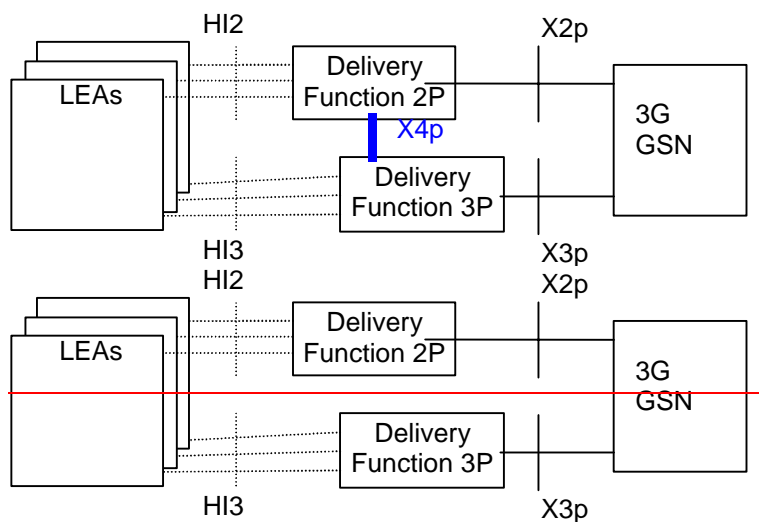 HI2
X2p
LEAs
Delivery
Function 2P
3G
GSN
X4p
Delivery
Function 3P
HI3
X3p
HI2
X2p
LEAs
Delivery
Function 2P
3G
GSN
Delivery
Function 3P
HI3
X3p